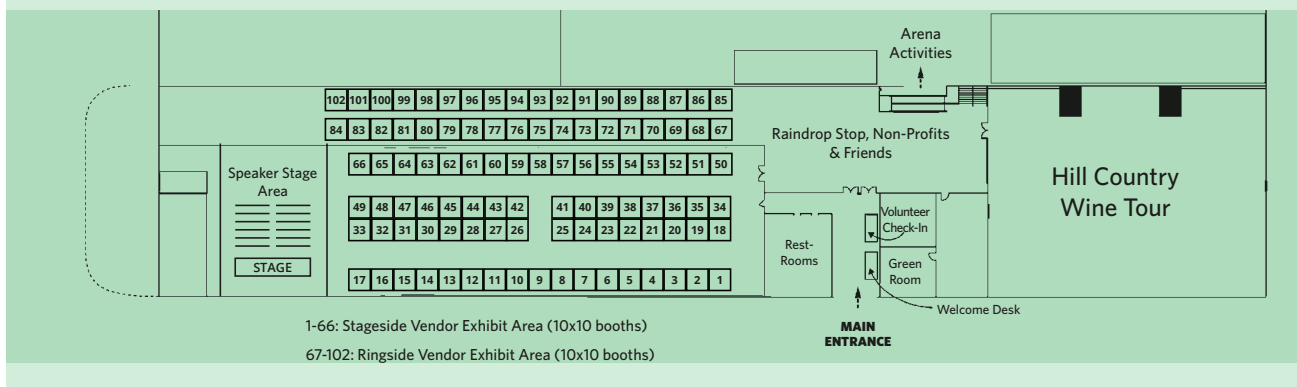 Arena
Activities
102 101 100 99 98 97 96 95 94 93 92 91 90 89 88 87 86 85
84 83 82 81 80 79 78 77 76 75 74 73 72 71 70 69 68 67
Raindrop Stop, Non-Profits
& Friends
66 65 64 63 62 61 60 59 58 57 56 55 54 53 52 51 50
Speaker Stage
Area
Hill Country
Wine Tour
49 48 47 46 45 44 43 42 41 40 39 38 37 36 35 34
33 32 31 30 29 28 27 26 25 24 23 22 21 20 19 18
Volunteer
Check-In
Rest-
Rooms
STAGE
Green
Room
17 16 15 14 13 12 11 10 9 8 7 6 5 4 3 2 1
Welcome Desk
MAIN
ENTRANCE
1-66: Stageside Vendor Exhibit Area (10x10 booths)
67-102: Ringside Vendor Exhibit Area (10x10 booths)